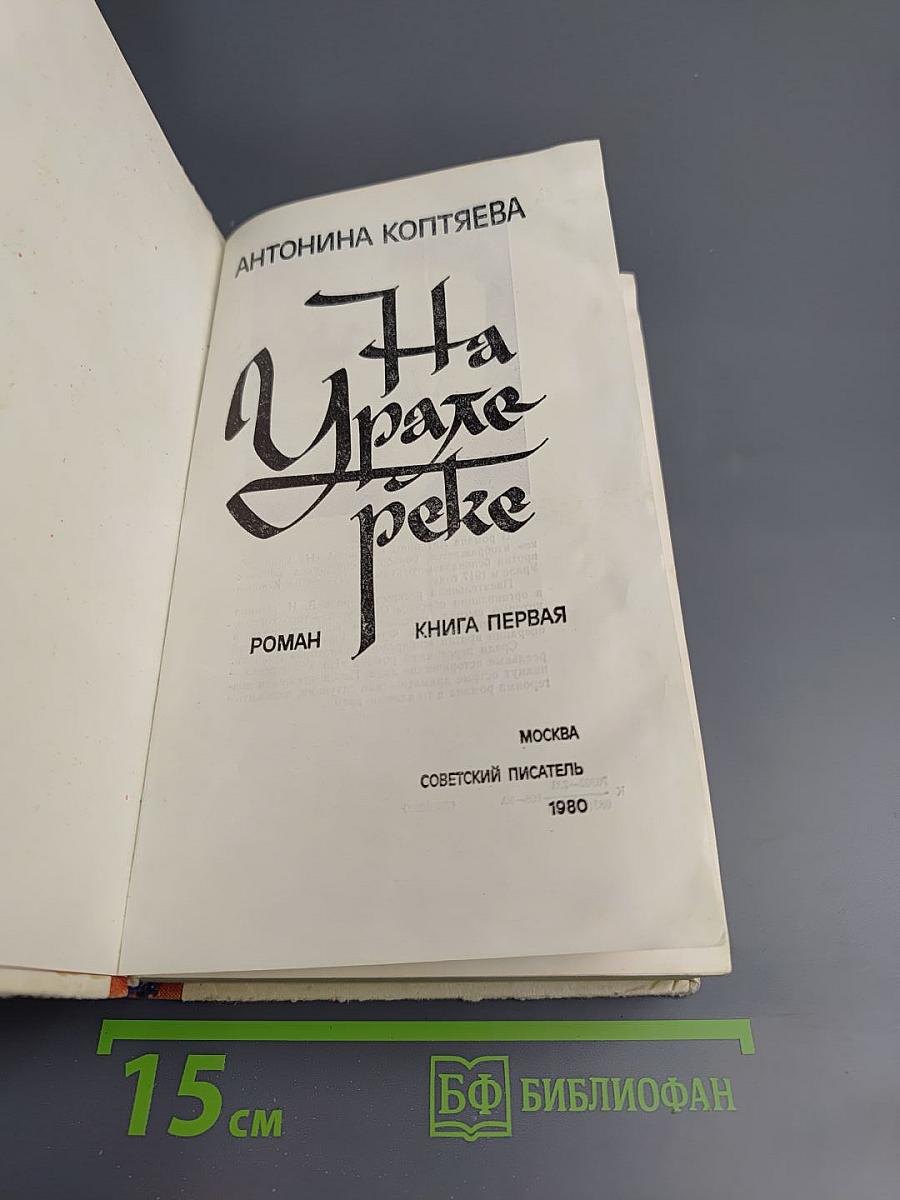 АНТОНИНА КОПТЯЕВА
На
Урале-
реке
РОМАН КНИГА ПЕРВАЯ
МОСКВА
СОВЕТСКИЙ ПИСАТЕЛЬ
1980
15 см
БФ БИБЛИОФАН